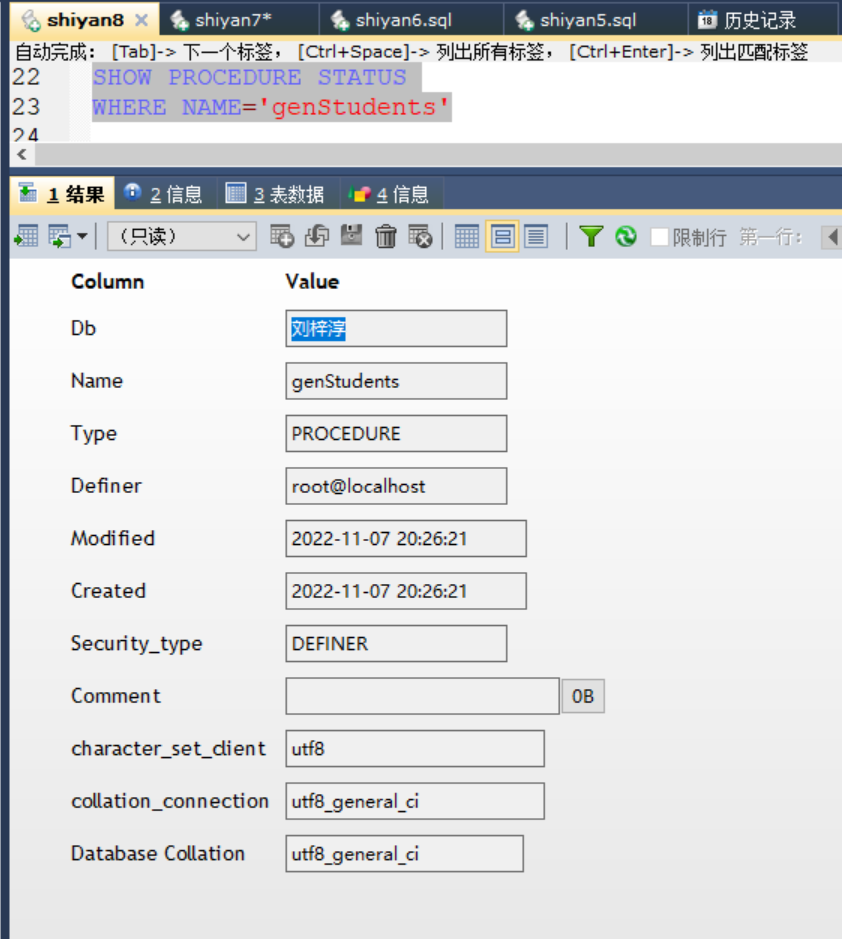 shiyan8 shiyan7* shiyan6.sql shiyan5.sql 18 历史记录
自动完成： [Tab]-> 下一个标签， [Ctrl+Space]-> 列出所有标签， [Ctrl+Enter]-> 列出匹配标签
22 SHOW PROCEDURE STATUS
23 WHERE NAME='genStudents'
24
1 结果 2 信息 3 表数据 4 信息
（只读） 限制行 第一行：
Column Value
Db 刘梓淳
Name genStudents
Type PROCEDURE
Definer root@localhost
Modified 2022-11-07 20:26:21
Created 2022-11-07 20:26:21
Security_type DEFINER
Comment 0B
character_set_client utf8
collation_connection utf8_general_ci
Database Collation utf8_general_ci